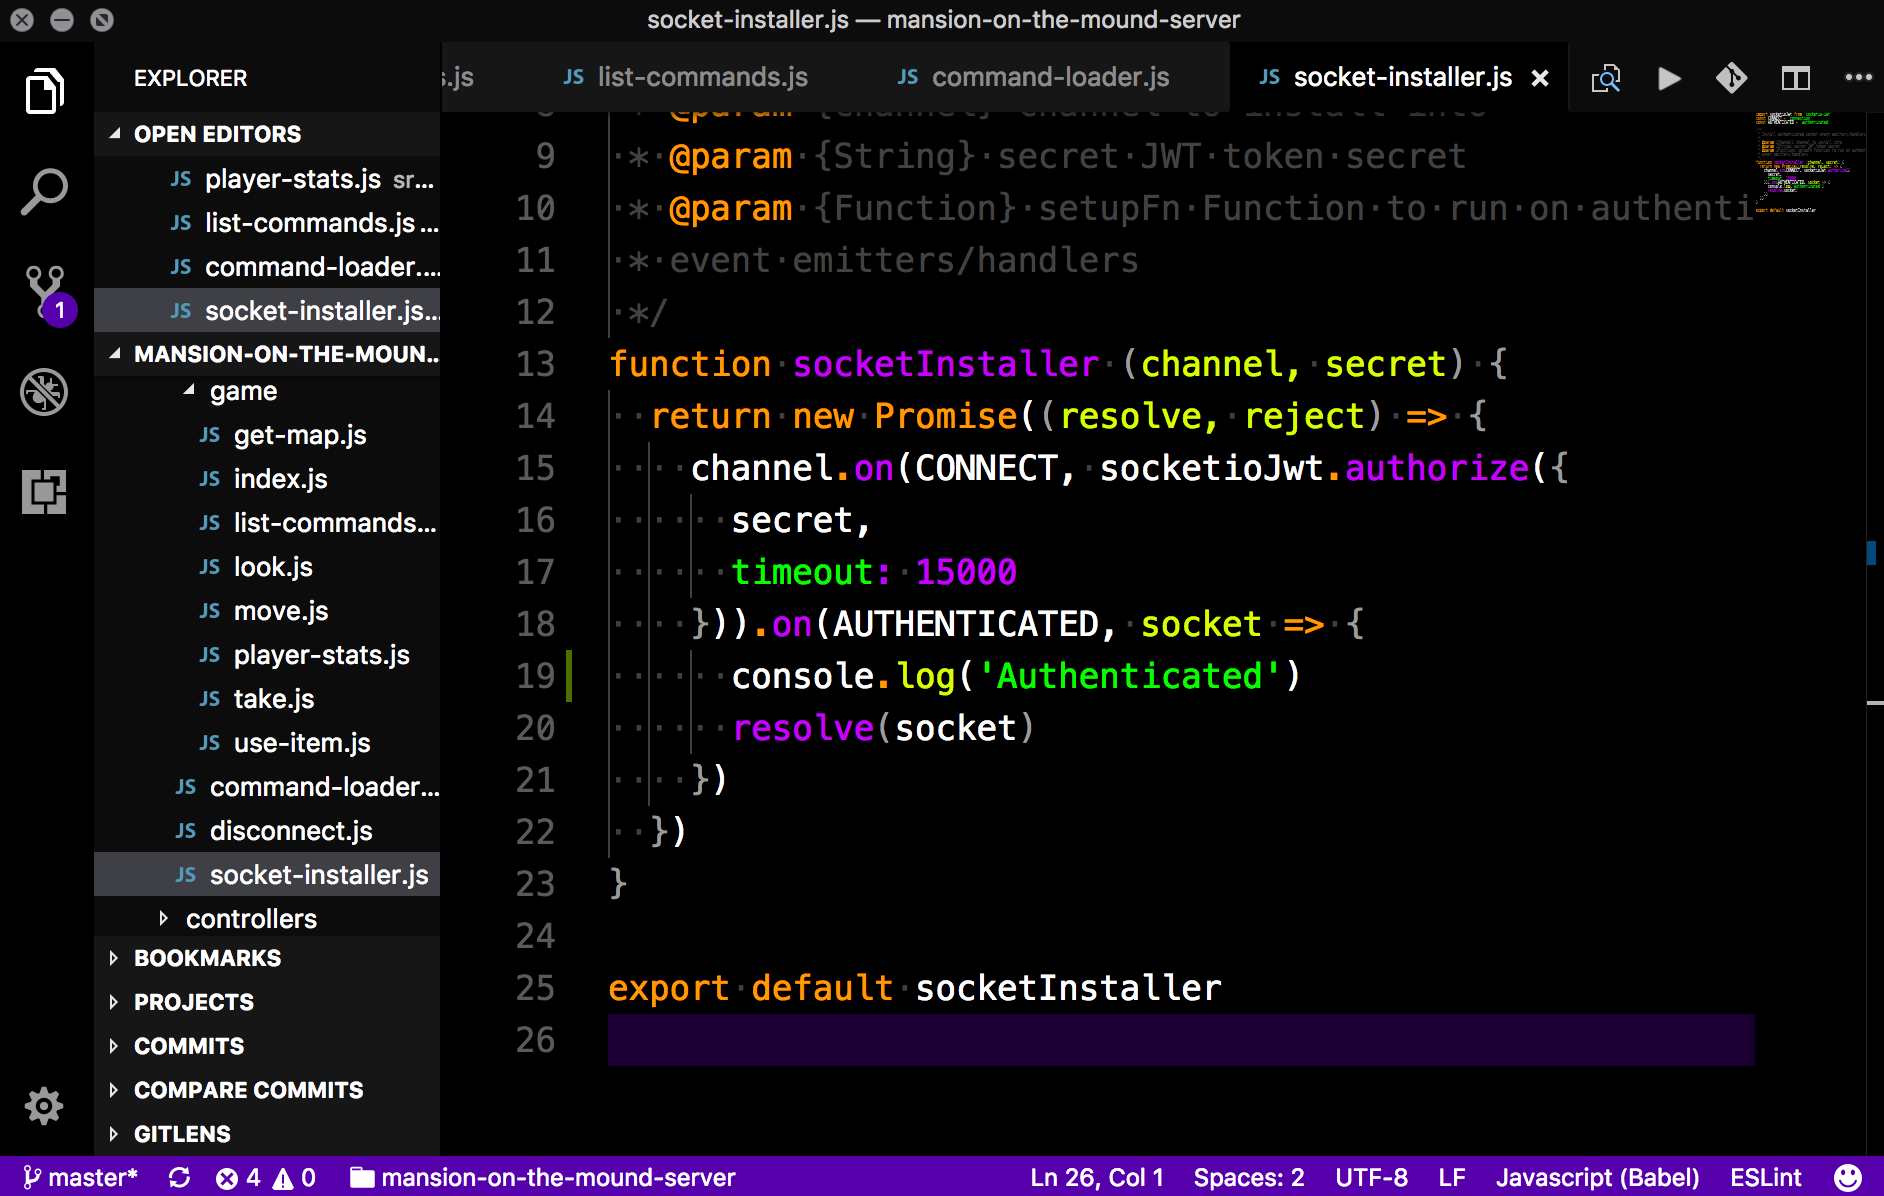 socket-installer.js — mansion-on-the-mound-server
EXPLORER
OPEN EDITORS
JS player-stats.js sr...
JS list-commands.js ...
JS command-loader....
JS socket-installer.js...
MANSION-ON-THE-MOUN...
game
JS get-map.js
JS index.js
JS list-commands...
JS look.js
JS move.js
JS player-stats.js
JS take.js
JS use-item.js
JS command-loader...
JS disconnect.js
JS socket-installer.js
controllers
BOOKMARKS
PROJECTS
COMMITS
COMPARE COMMITS
GITLENS
1
s.js JS list-commands.js JS command-loader.js JS socket-installer.js
8 * @param {Channel} channel to install into
9 * @param {String} secret JWT token secret
10 * @param {Function} setupFn Function to run on authenti
11 * event emitters/handlers
12 */
13 function socketInstaller (channel, secret) {
14 return new Promise((resolve, reject) => {
15 channel.on(CONNECT, socketioJwt.authorize({
16 secret,
17 timeout: 15000
18 })).on(AUTHENTICATED, socket => {
19 console.log('Authenticated')
20 resolve(socket)
21 })
22 })
23 }
24
25 export default socketInstaller
26
master* 4 0 mansion-on-the-mound-server Ln 26, Col 1 Spaces: 2 UTF-8 LF Javascript (Babel) ESLint